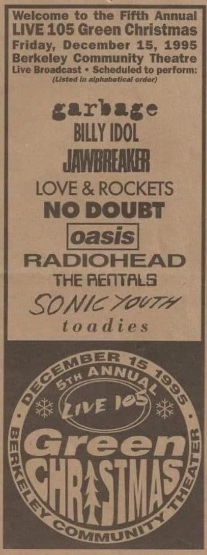 Welcome to the Fifth Annual
LIVE 105 Green Christmas
Friday, December 15, 1995
Berkeley Community Theatre
Live Broadcast • Scheduled to perform:
(Listed in alphabetical order)
garbage
BILLY IDOL
JAWBREAKER
LOVE & ROCKETS
NO DOUBT
oasis
RADIOHEAD
THE RENTALS
SONIC YOUTH
toadies
• DECEMBER 15 1995 •
5TH ANNUAL
LIVE 105
Green
CHRISTMAS
BERKELEY COMMUNITY THEATER